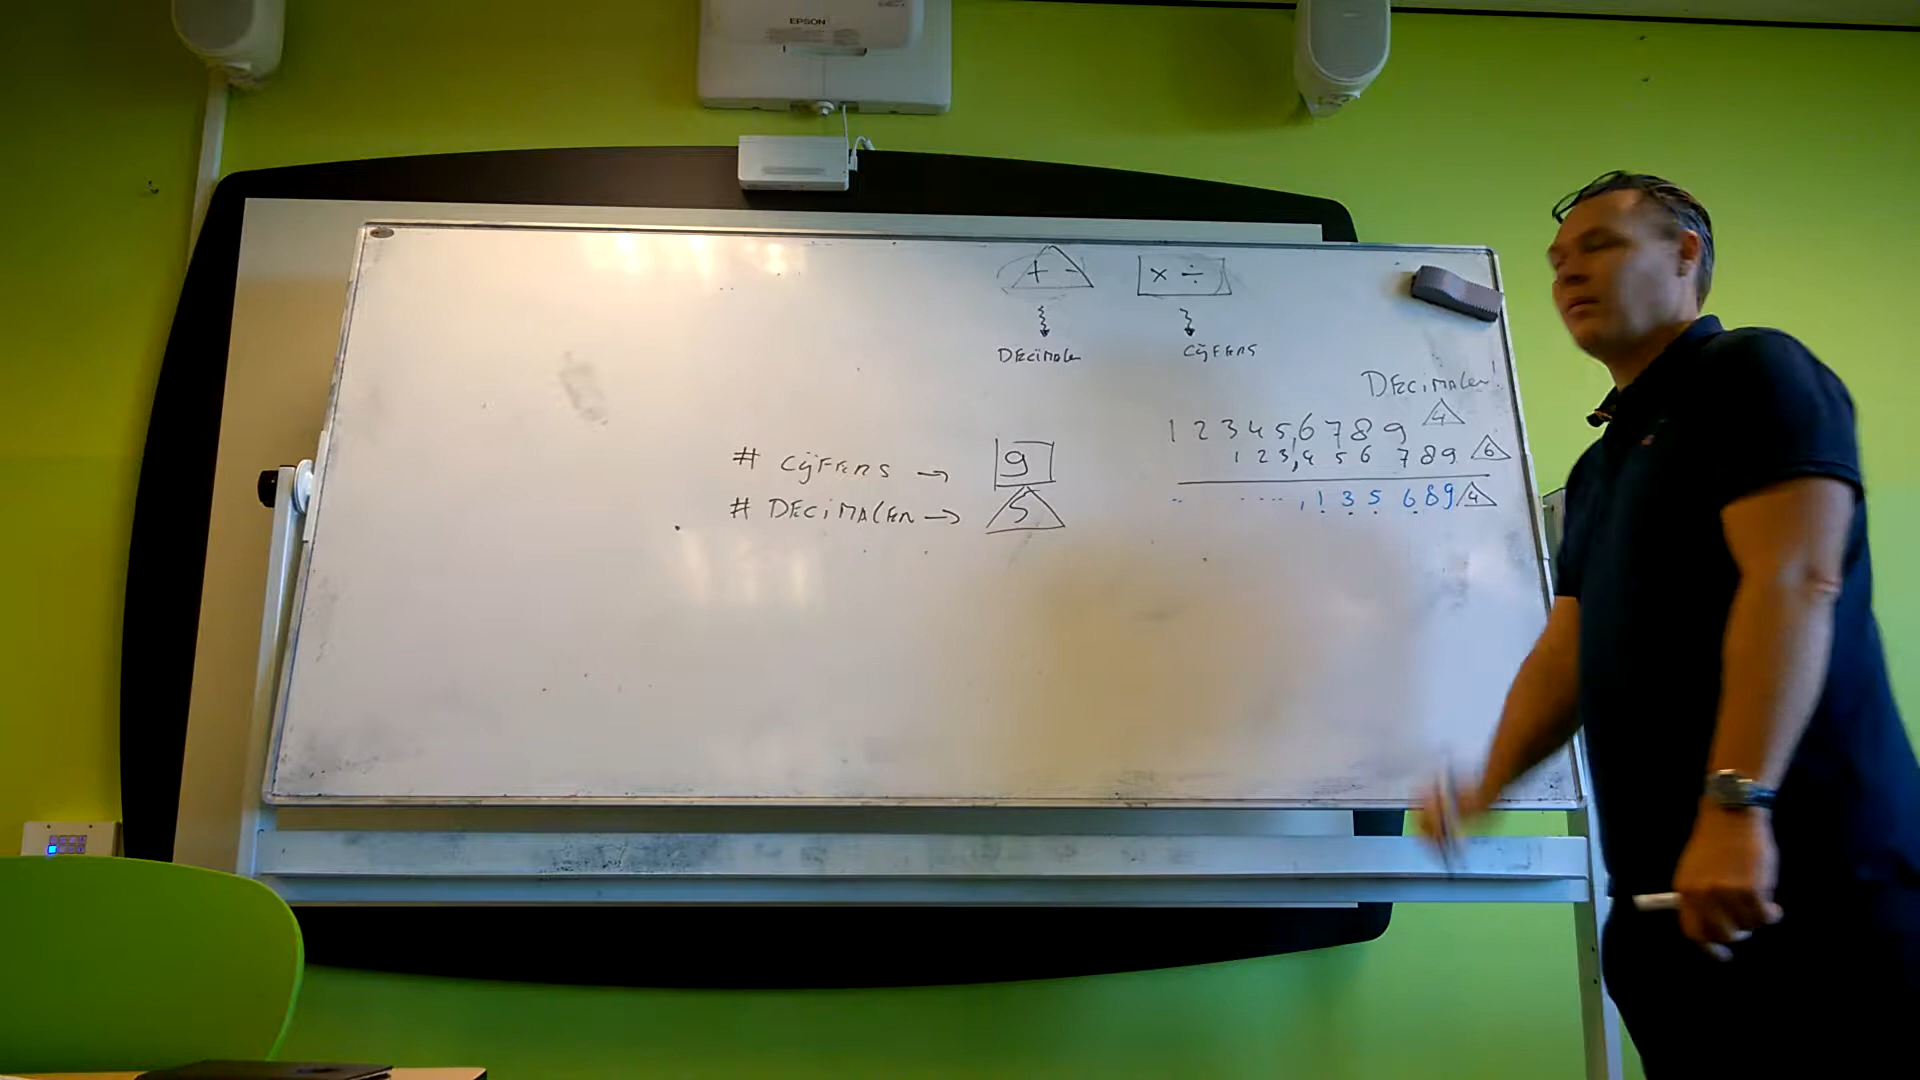 EPSON
+ - × ÷
DECIMALEN CIJFERS
DECIMALEN!
1 2 3 4 5,6 7 8 9 4
# CIJFERS → 9
1 2 3,4 5 6 7 8 9 6
# DECIMALEN → 5
.. ....,1 3 5 6 8 9 4